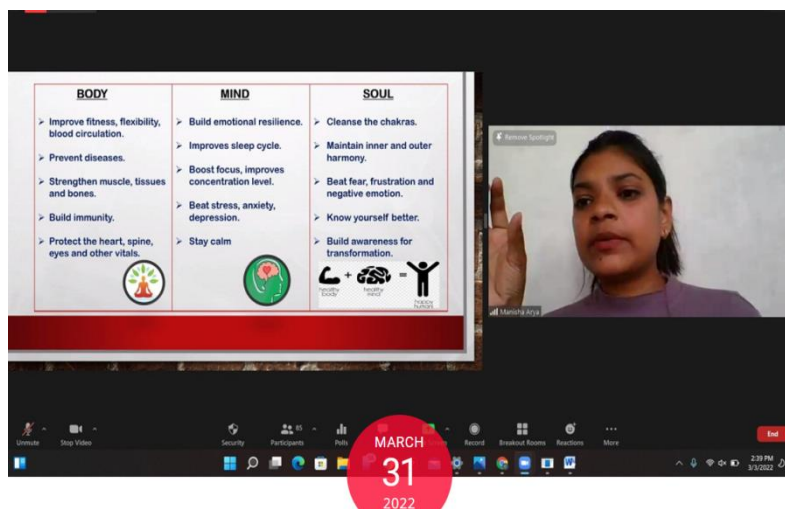 BODY
Improve fitness, flexibility,
blood circulation.
Prevent diseases.
Strengthen muscle, tissues
and bones.
Build immunity.
Protect the heart, spine,
eyes and other vitals.
MIND
Build emotional resilience.
Improves sleep cycle.
Boost focus, improves
concentration level.
Beat stress, anxiety,
depression.
Stay calm
SOUL
Cleanse the chakras.
Maintain inner and outer
harmony.
Beat fear, frustration and
negative emotion.
Know yourself better.
Build awareness for
transformation.
+ =
healthy body
healthy mind
happy human
Remove Spotlight
Manisha Arya
Unmute
Stop Video
Security
Participants
85
Polls
Record
Breakout Rooms
Reactions
More
End
2:39 PM
3/3/2022
MARCH
31
2022